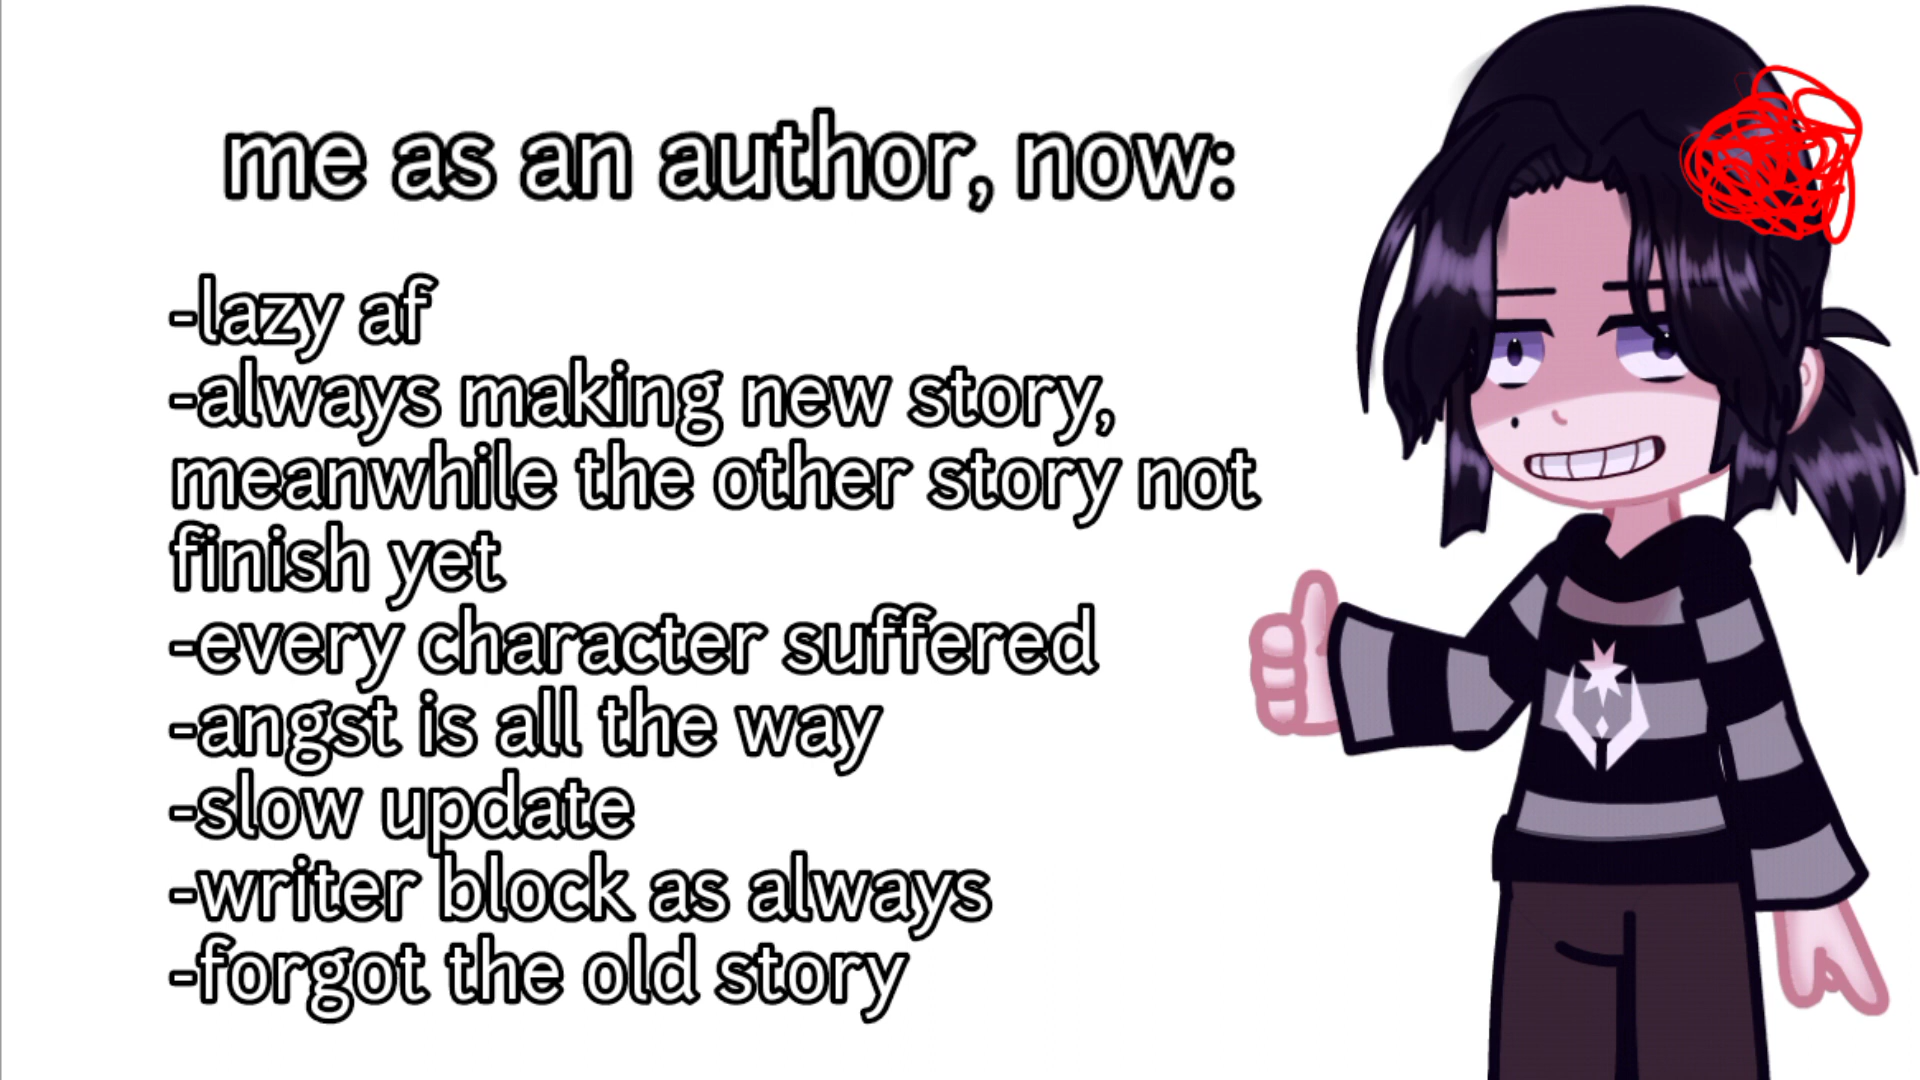 me as an author, now:
-lazy af
-always making new story,
meanwhile the other story not
finish yet
-every character suffered
-angst is all the way
-slow update
-writer block as always
-forgot the old story